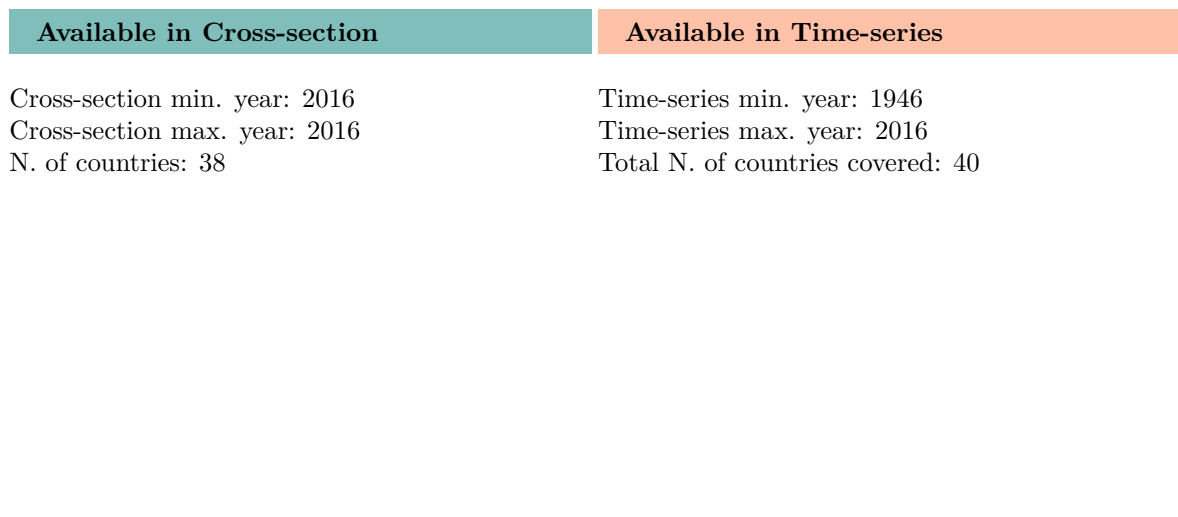 Available in Cross-section
Cross-section min. year: 2016
Cross-section max. year: 2016
N. of countries: 38
Available in Time-series
Time-series min. year: 1946
Time-series max. year: 2016
Total N. of countries covered: 40